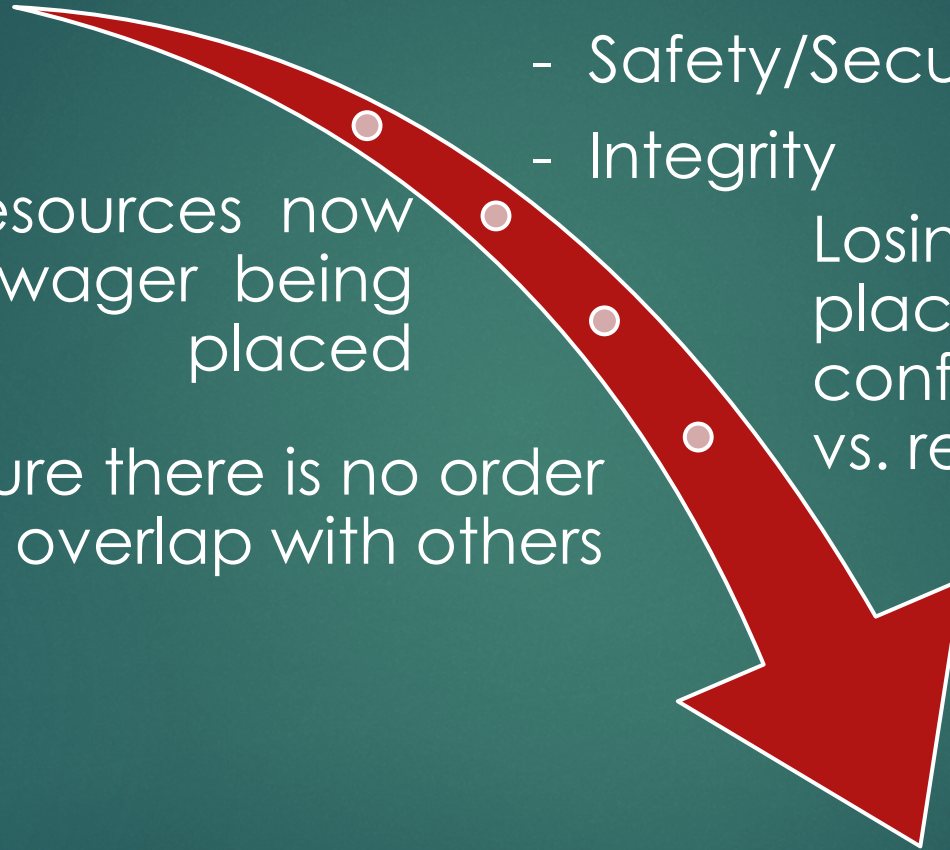 - Safety/Secu
- Integrity
esources now
wager being
placed
Losin
plac
conf
vs. re
ure there is no order
overlap with others